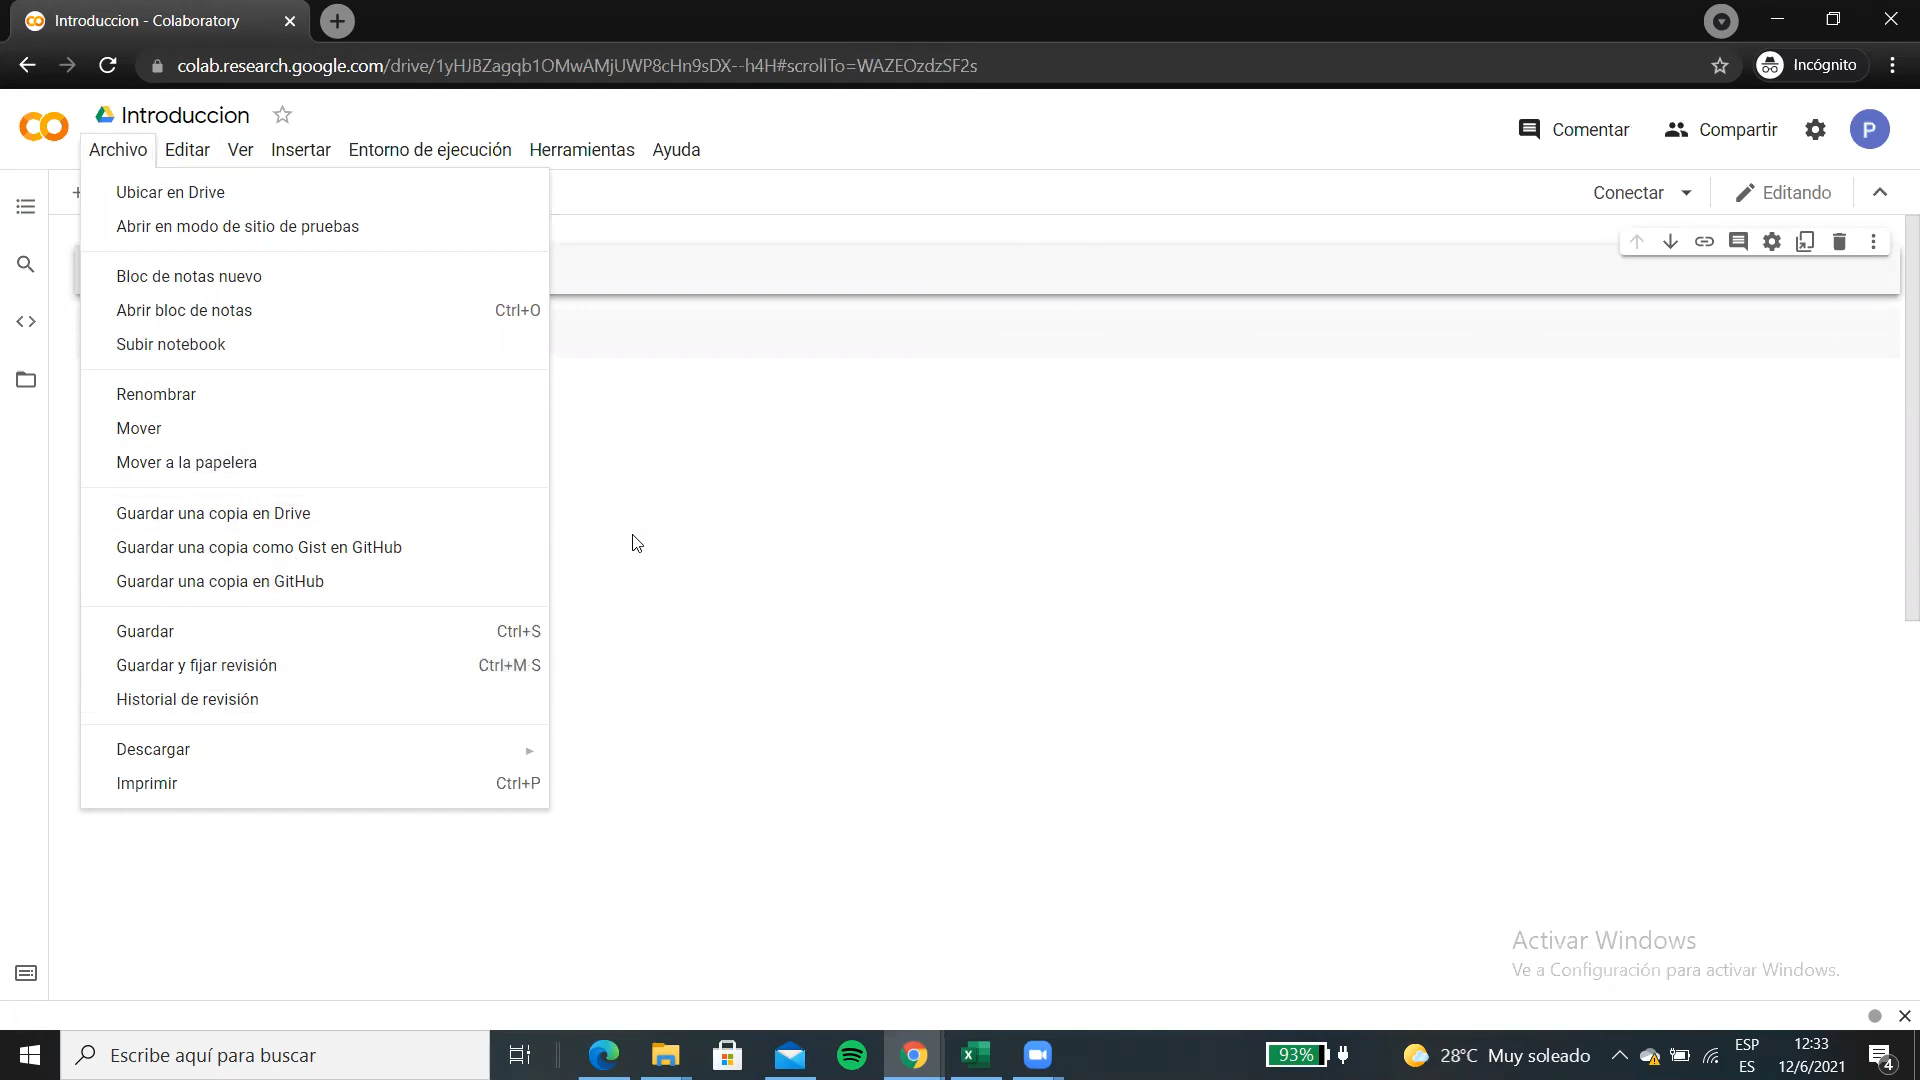 Introduccion - Colaboratory
colab.research.google.com/drive/1yHJBZagqb1OMwAMjUWP8cHn9sDX--h4H#scrollTo=WAZEOzdzSF2s
Incógnito
Introduccion
Comentar
Compartir
P
Archivo Editar Ver Insertar Entorno de ejecución Herramientas Ayuda
Conectar
Editando
Ubicar en Drive
Abrir en modo de sitio de pruebas
Bloc de notas nuevo
Abrir bloc de notas Ctrl+O
Subir notebook
Renombrar
Mover
Mover a la papelera
Guardar una copia en Drive
Guardar una copia como Gist en GitHub
Guardar una copia en GitHub
Guardar Ctrl+S
Guardar y fijar revisión Ctrl+M S
Historial de revisión
Descargar
Imprimir Ctrl+P
Activar Windows
Ve a Configuración para activar Windows.
Escribe aquí para buscar
93%
28°C Muy soleado
ESP
ES
12:33
12/6/2021
4